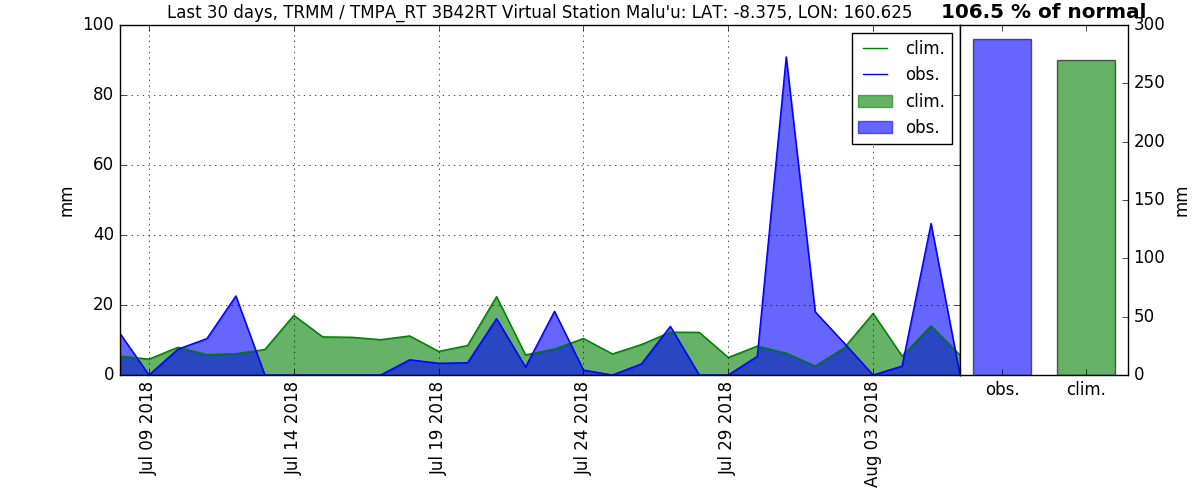 Last 30 days, TRMM / TMPA_RT 3B42RT Virtual Station Malu'u: LAT: -8.375, LON: 160.625
106.5 % of normal
100
80
60
40
20
0
mm
clim.
obs.
clim.
obs.
Jul 09 2018
Jul 14 2018
Jul 19 2018
Jul 24 2018
Jul 29 2018
Aug 03 2018
300
250
200
150
100
50
0
mm
obs.
clim.